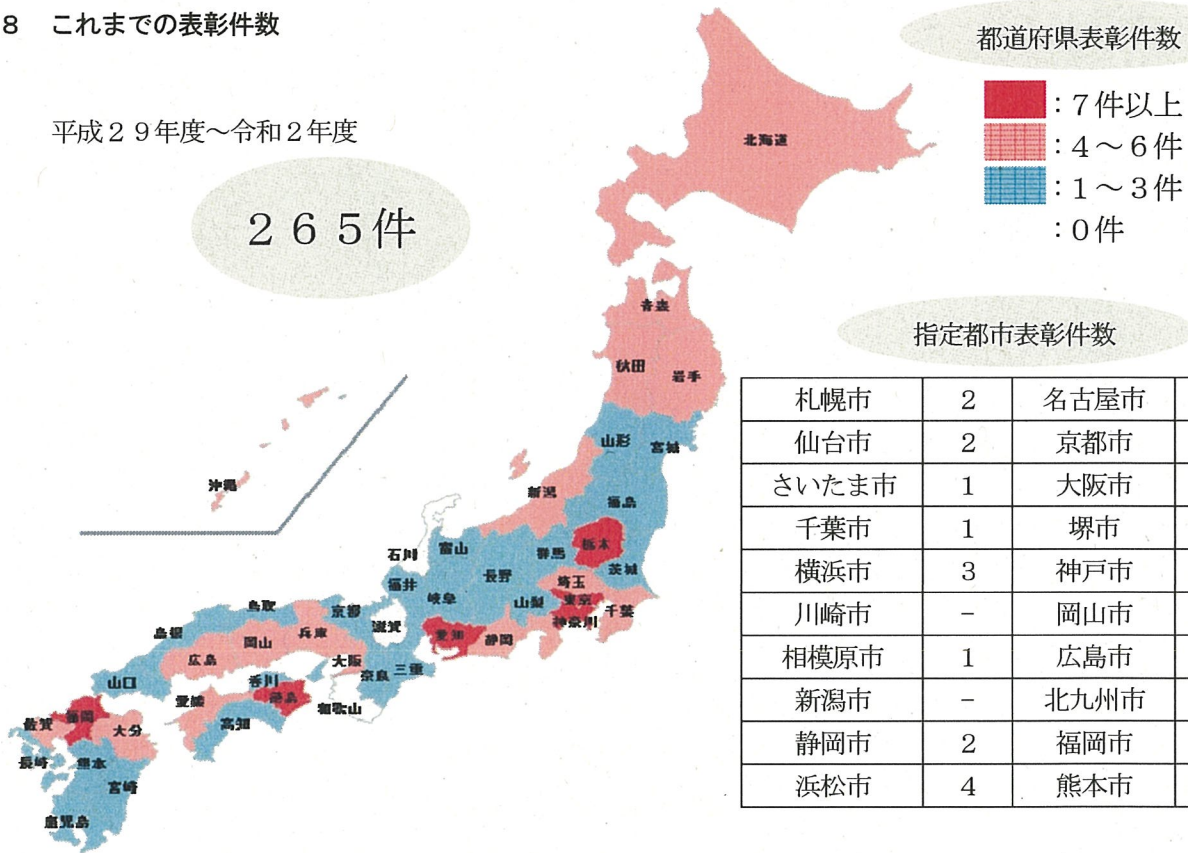 8 これまでの表彰件数
平成29年度～令和2年度
265件
都道府県表彰件数
：7件以上
：4～6件
：1～3件
：0件
北海道
青森
秋田
岩手
山形
宮城
新潟
福島
石川
富山
群馬
栃木
福井
長野
茨城
岐阜
埼玉
山梨
東京
千葉
神奈川
愛知
静岡
鳥取
京都
滋賀
島根
岡山
兵庫
広島
大阪
奈良
三重
山口
香川
徳島
愛媛
和歌山
高知
佐賀
福岡
大分
長崎
熊本
宮崎
鹿児島
沖縄
指定都市表彰件数
札幌市 2 名古屋市
仙台市 2 京都市
さいたま市 1 大阪市
千葉市 1 堺市
横浜市 3 神戸市
川崎市 － 岡山市
相模原市 1 広島市
新潟市 － 北九州市
静岡市 2 福岡市
浜松市 4 熊本市